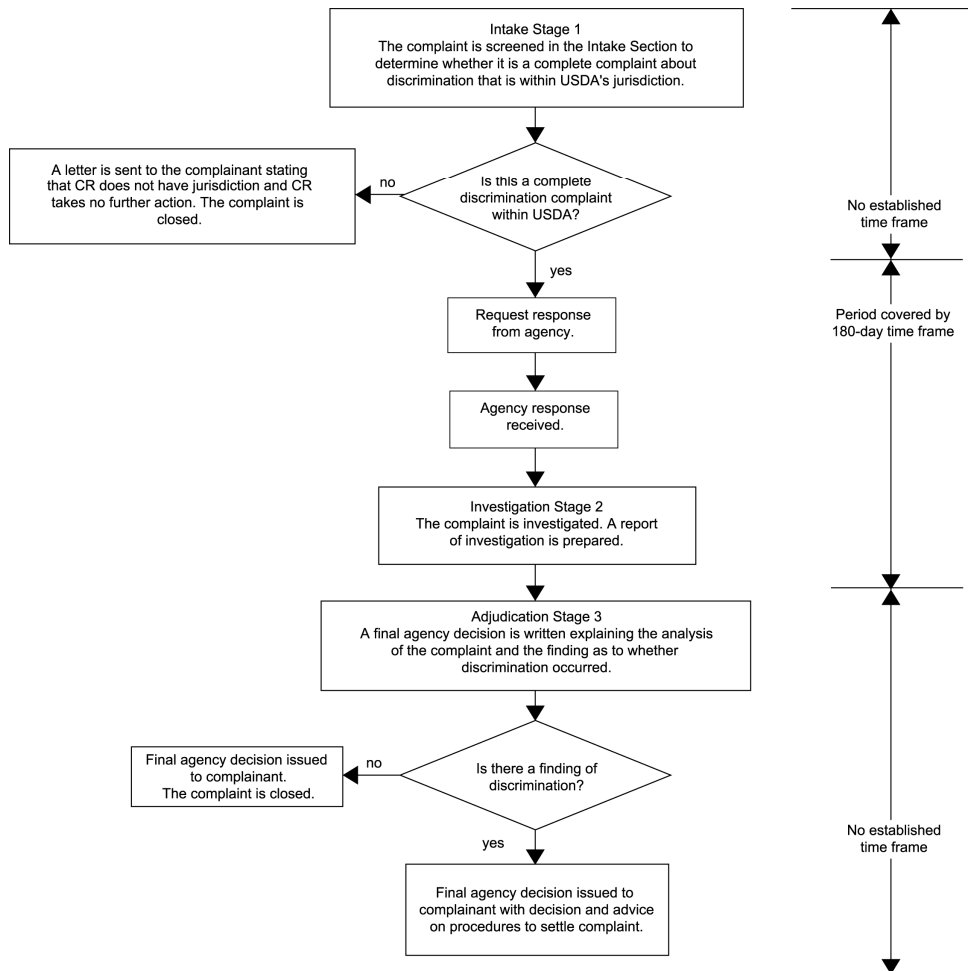 Intake Stage 1
The complaint is screened in the Intake Section to
determine whether it is a complete complaint about
discrimination that is within USDA's jurisdiction.
A letter is sent to the complainant stating
that CR does not have jurisdiction and CR
takes no further action. The complaint is
closed.
no
Is this a complete
discrimination complaint
within USDA?
No established
time frame
yes
Request response
from agency.
Period covered by
180-day time frame
Agency response
received.
Investigation Stage 2
The complaint is investigated. A report
of investigation is prepared.
Adjudication Stage 3
A final agency decision is written explaining the analysis
of the complaint and the finding as to whether
discrimination occurred.
Final agency decision issued
to complainant.
The complaint is closed.
no
Is there a finding of
discrimination?
yes
No established
time frame
Final agency decision issued to
complainant with decision and advice
on procedures to settle complaint.